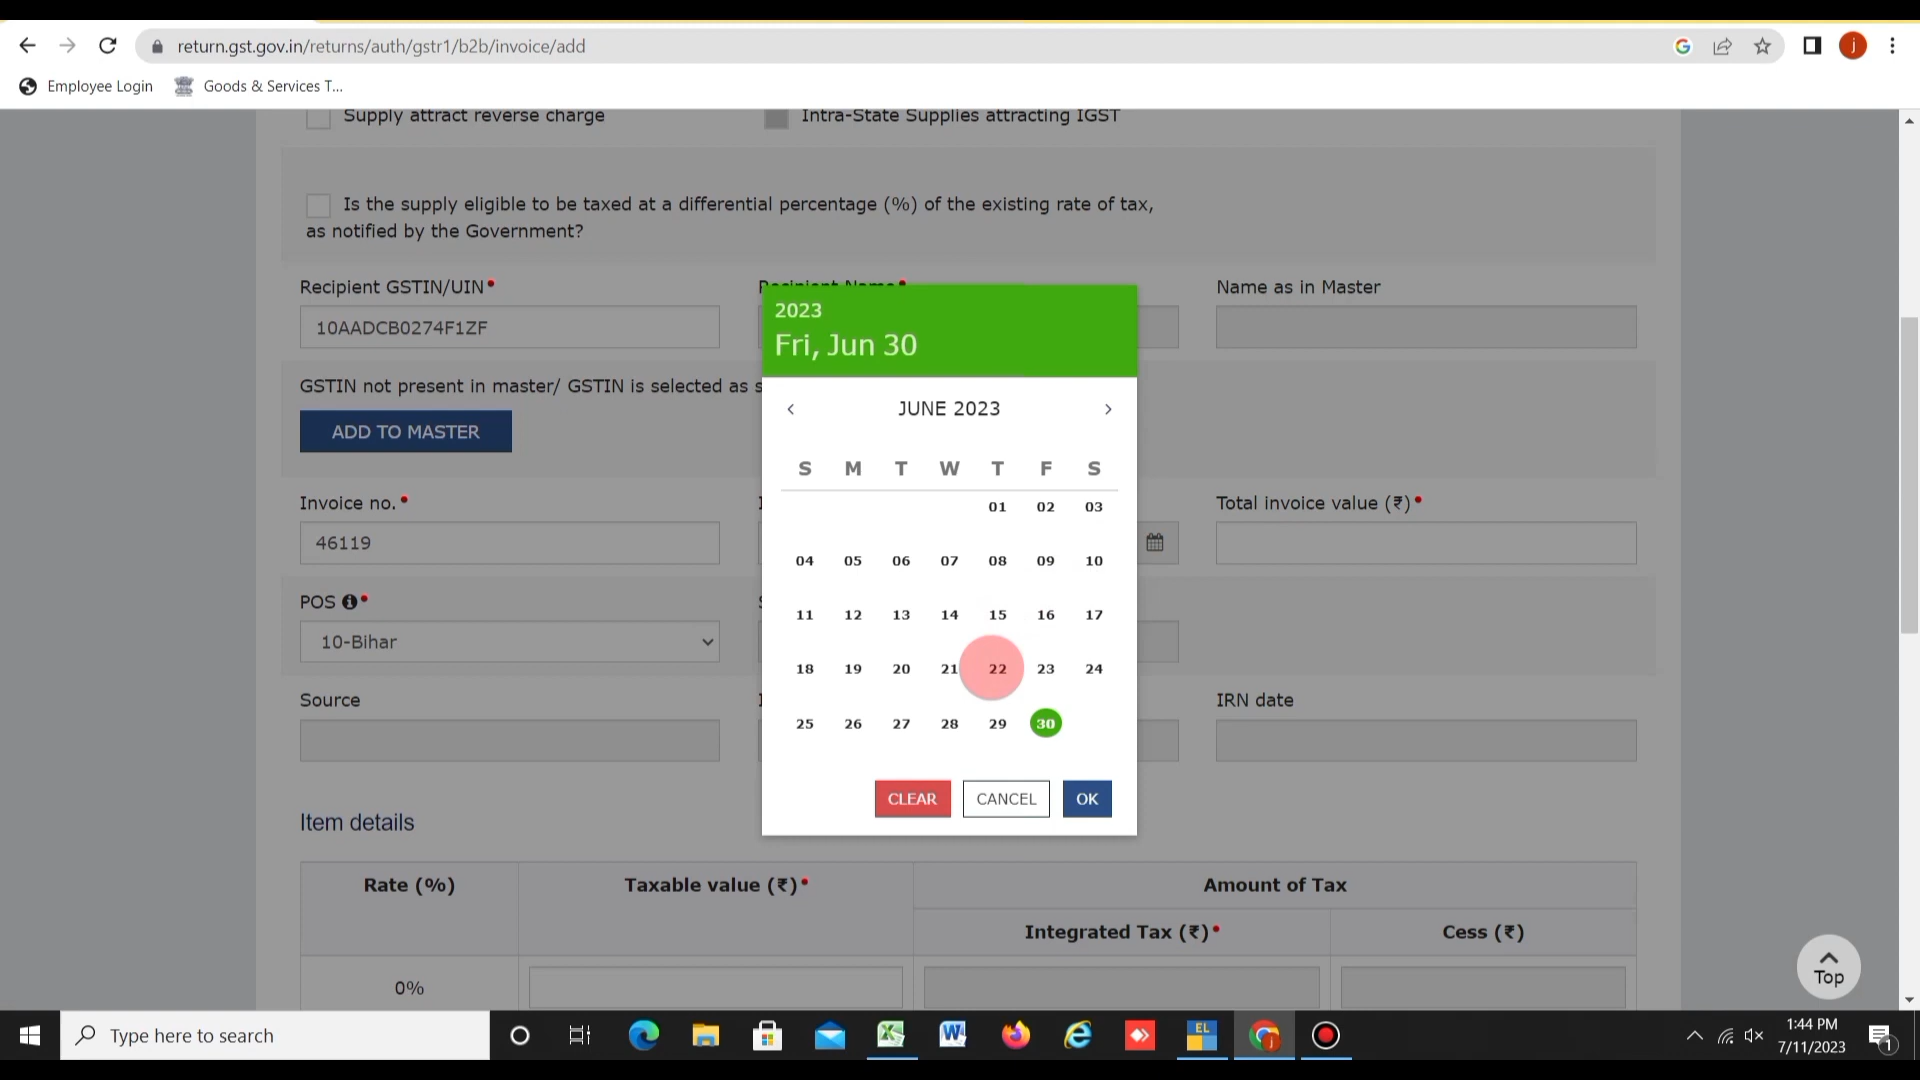 return.gst.gov.in/returns/auth/gstr1/b2b/invoice/add
j
Employee Login
Goods & Services T...
Supply attract reverse charge
Intra-State Supplies attracting IGST
Is the supply eligible to be taxed at a differential percentage (%) of the existing rate of tax,
as notified by the Government?
Recipient GSTIN/UIN•
Recipient Name•
Name as in Master
10AADCB0274F1ZF
GSTIN not present in master/ GSTIN is selected as
ADD TO MASTER
Invoice no.•
Total invoice value (₹)•
46119
POS •
10-Bihar
Source
IRN date
2023
Fri, Jun 30
JUNE 2023
S M T W T F S
01 02 03
04 05 06 07 08 09 10
11 12 13 14 15 16 17
18 19 20 21 22 23 24
25 26 27 28 29 30
CLEAR CANCEL OK
Item details
Rate (%)
Taxable value (₹)•
Amount of Tax
Integrated Tax (₹)•
Cess (₹)
0%
Top
Type here to search
EL
1:44 PM
7/11/2023
1